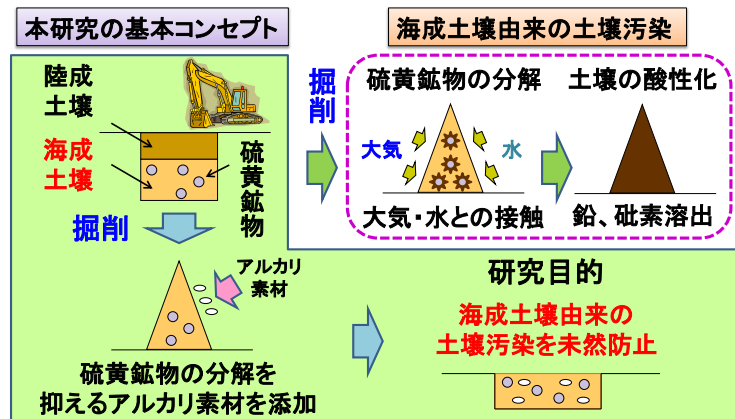 本研究の基本コンセプト
陸成
土壌
海成
土壌
硫黄鉱物
掘削
アルカリ
素材
硫黄鉱物の分解を
抑えるアルカリ素材を添加
掘削
海成土壌由来の土壌汚染
硫黄鉱物の分解
大気
水
大気・水との接触
土壌の酸性化
鉛、砒素溶出
研究目的
海成土壌由来の
土壌汚染を未然防止